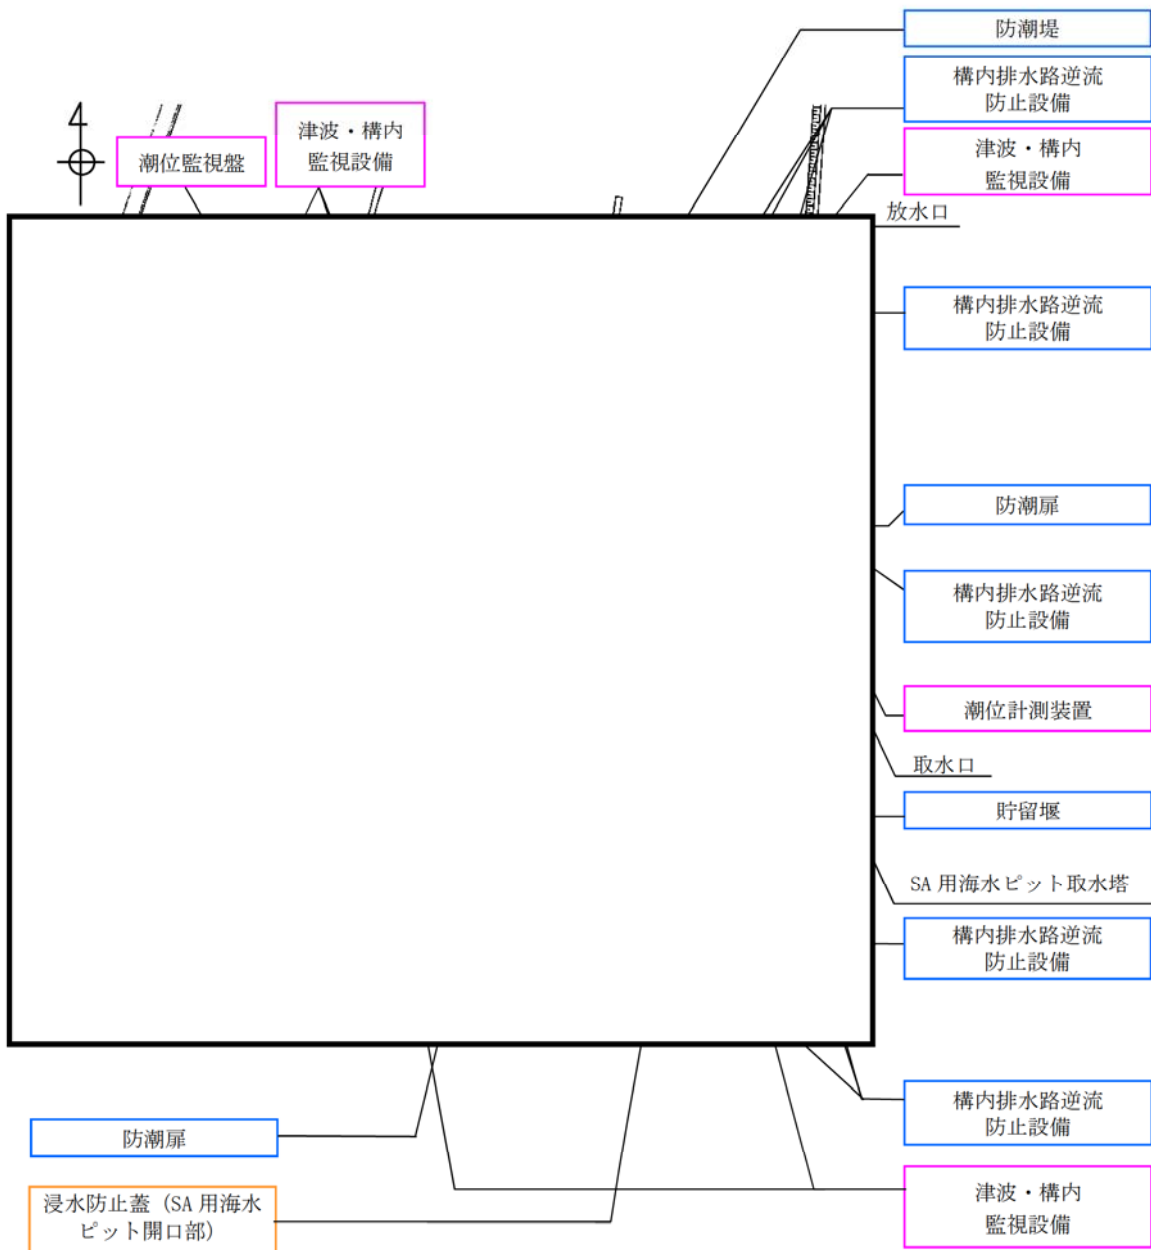 防潮堤
構内排水路逆流
防止設備
津波・構内
監視設備
潮位監視盤
津波・構内
監視設備
放水口
構内排水路逆流
防止設備
防潮扉
構内排水路逆流
防止設備
潮位計測装置
取水口
貯留堰
SA 用海水ピット取水塔
構内排水路逆流
防止設備
構内排水路逆流
防止設備
防潮扉
津波・構内
監視設備
浸水防止蓋（SA 用海水
ピット開口部）